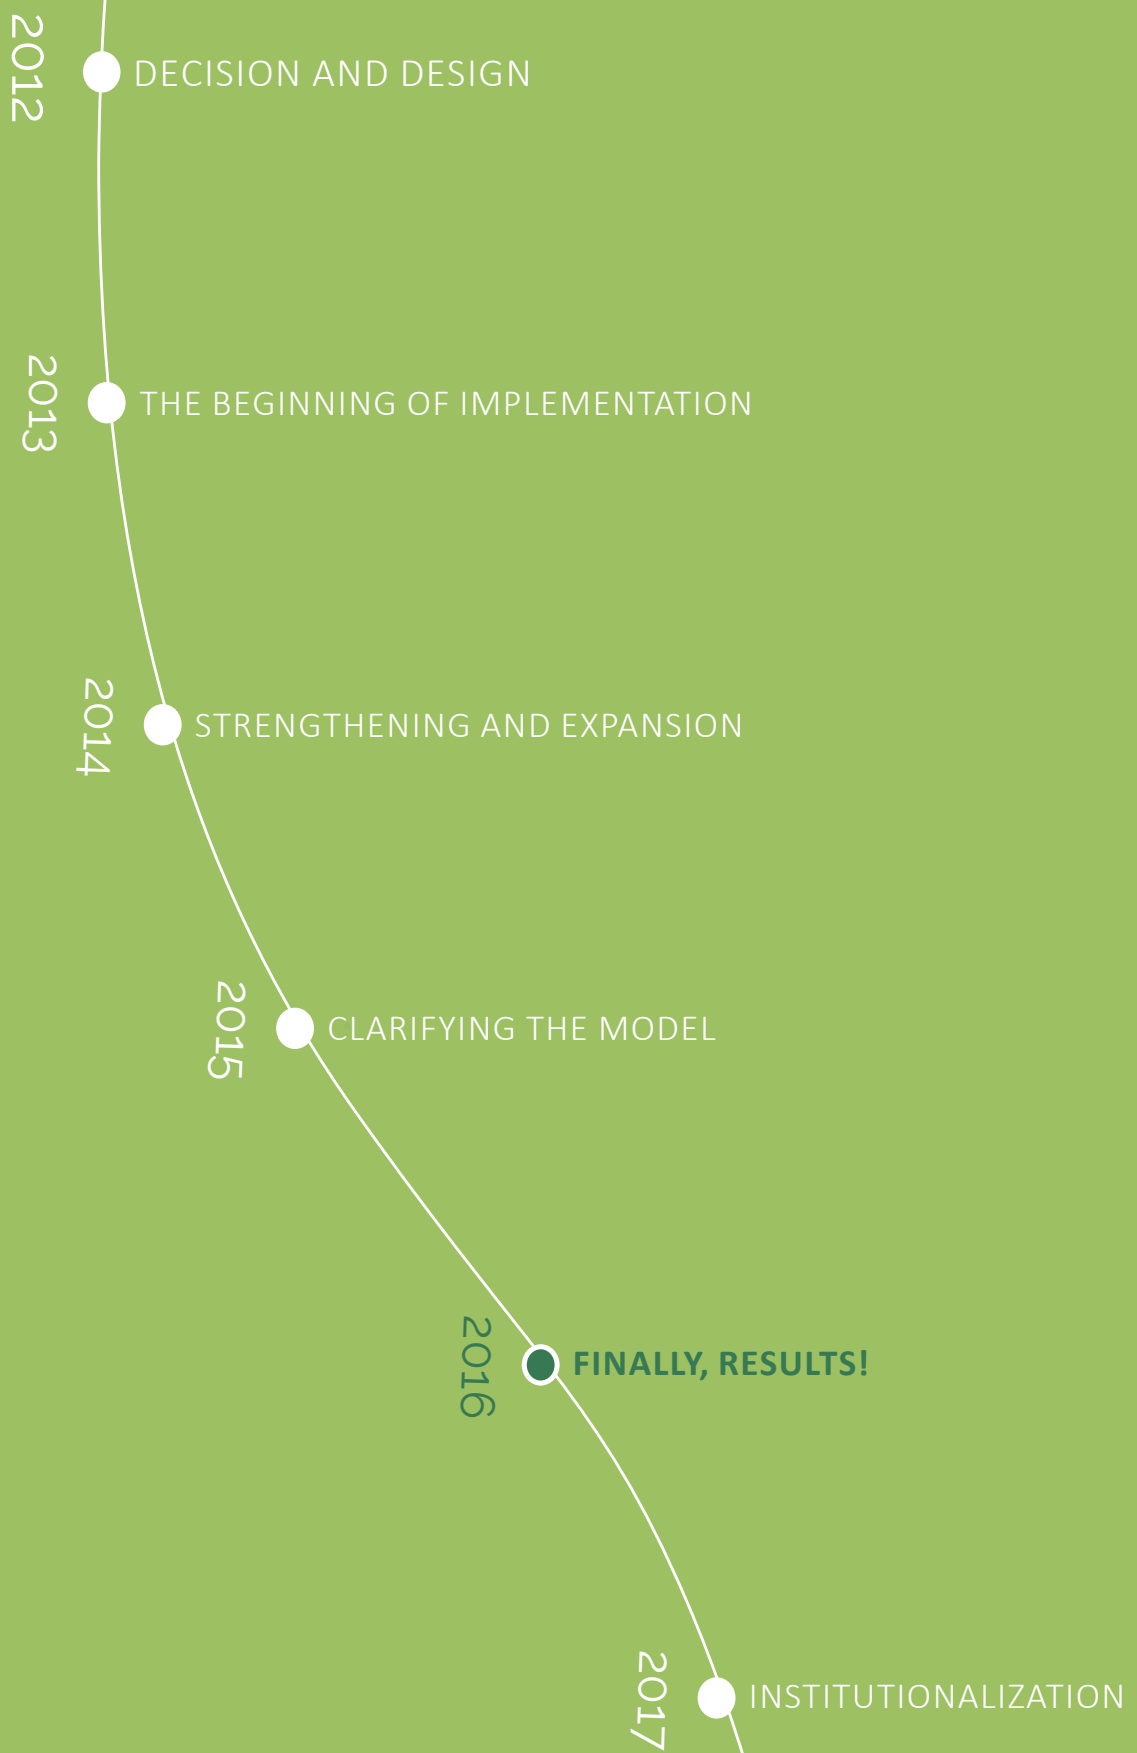 2012
DECISION AND DESIGN
2013
THE BEGINNING OF IMPLEMENTATION
2014
STRENGTHENING AND EXPANSION
2015
CLARIFYING THE MODEL
2016
FINALLY, RESULTS!
2017
INSTITUTIONALIZATION